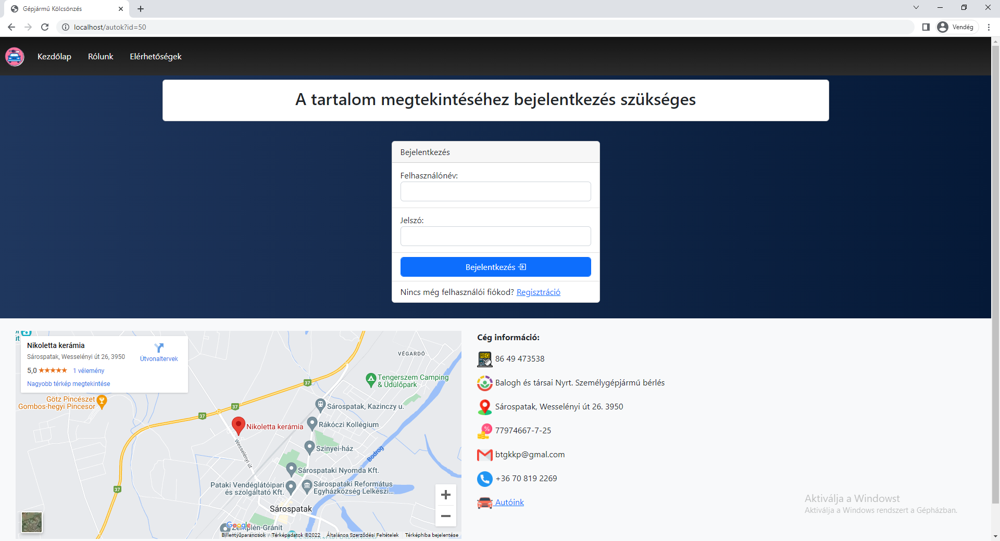 Gépjármű Kölcsönzés
localhost/autok?id=50
Vendég
Kezdőlap
Rólunk
Elérhetőségek
A tartalom megtekintéséhez bejelentkezés szükséges
Bejelentkezés
Felhasználónév:
Jelszó:
Bejelentkezés
Nincs még felhasználói fiókod? Regisztráció
Nikoletta kerámia
Sárospatak, Wesselényi út 26, 3950
Útvonaltervek
5,0
1 vélemény
Nagyobb térkép megtekintése
VÉGARDÓ
37
Tengerszem Camping
& Üdülőpark
Götz Pincészet
Gombos-hegyi Pincesor
37
37
Sárospatak, Kazinczy u.
Nikoletta kerámia
Rákóczi Kollégium
Wesselényi út
Szinyei-ház
Bodrog
Sárospataki Nyomda Kft.
Pataki Vendéglátóipari
és szolgáltató Kft.
Sárospataki Református
Egyházközség Lelkészi...
37
Sárospatak
Google
Zemplén-Gránit
Billentyűparancsok
Térképadatok ©2022
Általános Szerződési Feltételek
Térképhiba bejelentése
Cég információ:
REG
86 49 473538
Balogh és társai Nyrt. Személygépjármű bérlés
Sárospatak, Wesselényi út 26. 3950
%
77974667-7-25
btgkkp@gmal.com
+36 70 819 2269
Autóink
Aktiválja a Windowst
Aktiválja a Windows rendszert a Gépházban.